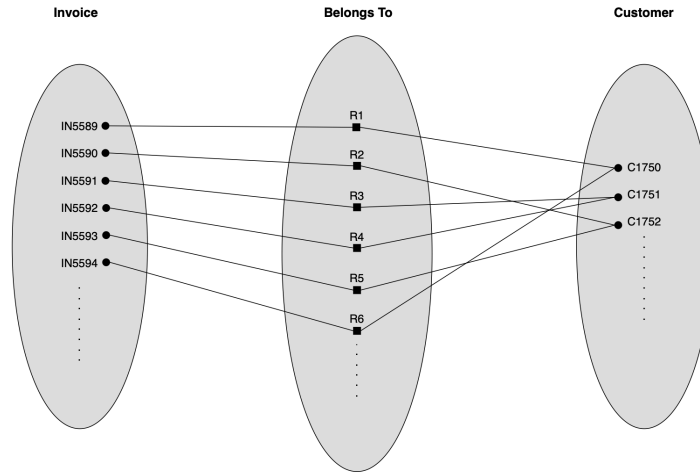 Invoice
Belongs To
Customer
IN5589
IN5590
IN5591
IN5592
IN5593
IN5594
R1
R2
R3
R4
R5
R6
C1750
C1751
C1752